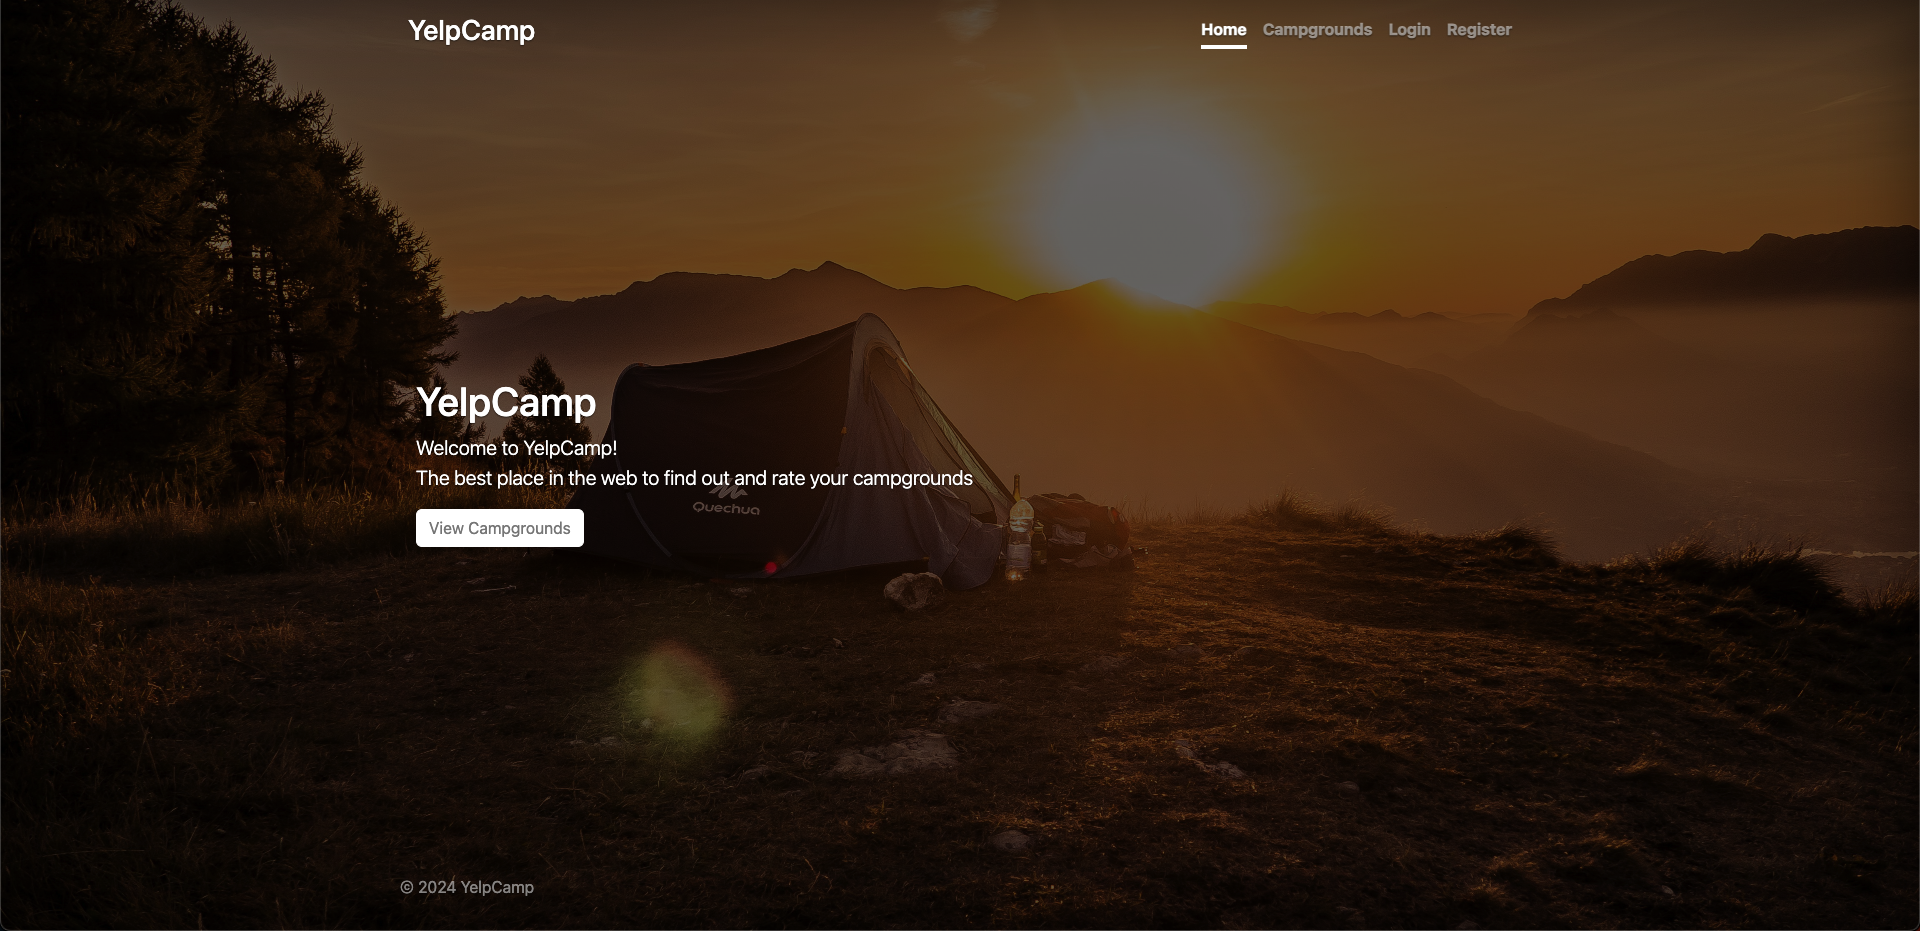 YelpCamp
Home Campgrounds Login Register
YelpCamp
Welcome to YelpCamp!
The best place in the web to find out and rate your campgrounds
Quechua
View Campgrounds
© 2024 YelpCamp